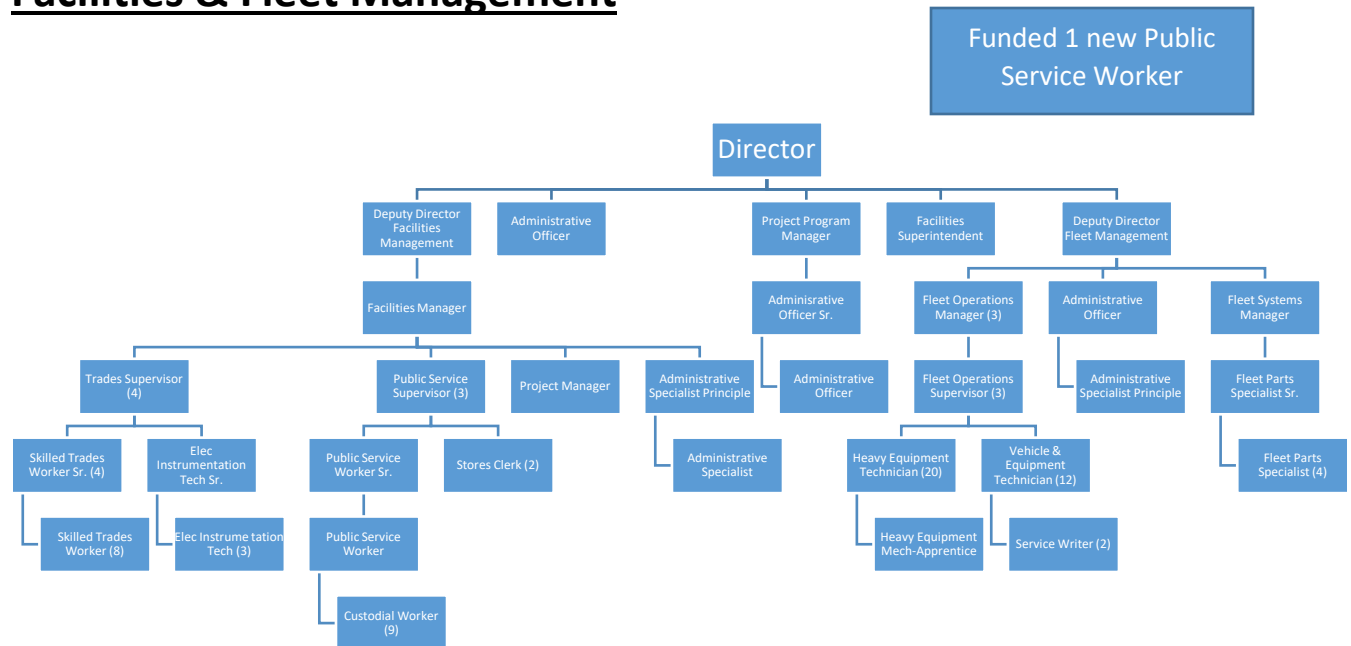 Facilities & Fleet Management
Funded 1 new Public
Service Worker
Director
Deputy Director
Facilities
Management
Administrative
Officer
Project Program
Manager
Facilities
Superintendent
Deputy Director
Fleet Management
Facilities Manager
Adminisrative
Officer Sr.
Fleet Operations
Manager (3)
Administrative
Officer
Fleet Systems
Manager
Trades Supervisor
(4)
Public Service
Supervisor (3)
Project Manager
Administrative
Specialist Principle
Administrative
Officer
Fleet Operations
Supervisor (3)
Administrative
Specialist Principle
Fleet Parts
Specialist Sr.
Skilled Trades
Worker Sr. (4)
Elec
Instrumentation
Tech Sr.
Public Service
Worker Sr.
Stores Clerk (2)
Administrative
Specialist
Heavy Equipment
Technician (20)
Vehicle &
Equipment
Technician (12)
Fleet Parts
Specialist (4)
Skilled Trades
Worker (8)
Elec Instrume tation
Tech (3)
Public Service
Worker
Heavy Equipment
Mech-Apprentice
Service Writer (2)
Custodial Worker
(9)